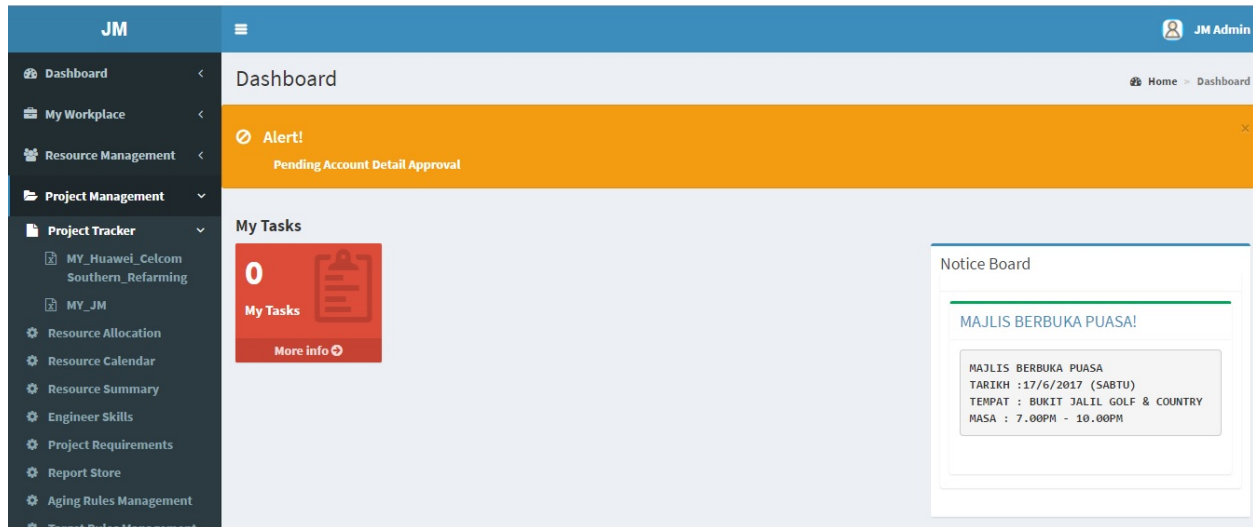 JM
JM Admin
Dashboard
My Workplace
Resource Management
Project Management
Project Tracker
MY_Huawei_Celcom
Southern_Refarming
MY_JM
Resource Allocation
Resource Calendar
Resource Summary
Engineer Skills
Project Requirements
Report Store
Aging Rules Management
Target Rules Management
Dashboard
Home > Dashboard
Alert!
×
Pending Account Detail Approval
My Tasks
0
My Tasks
More info
Notice Board
MAJLIS BERBUKA PUASA!
MAJLIS BERBUKA PUASA
TARIKH :17/6/2017 (SABTU)
TEMPAT : BUKIT JALIL GOLF & COUNTRY
MASA : 7.00PM - 10.00PM